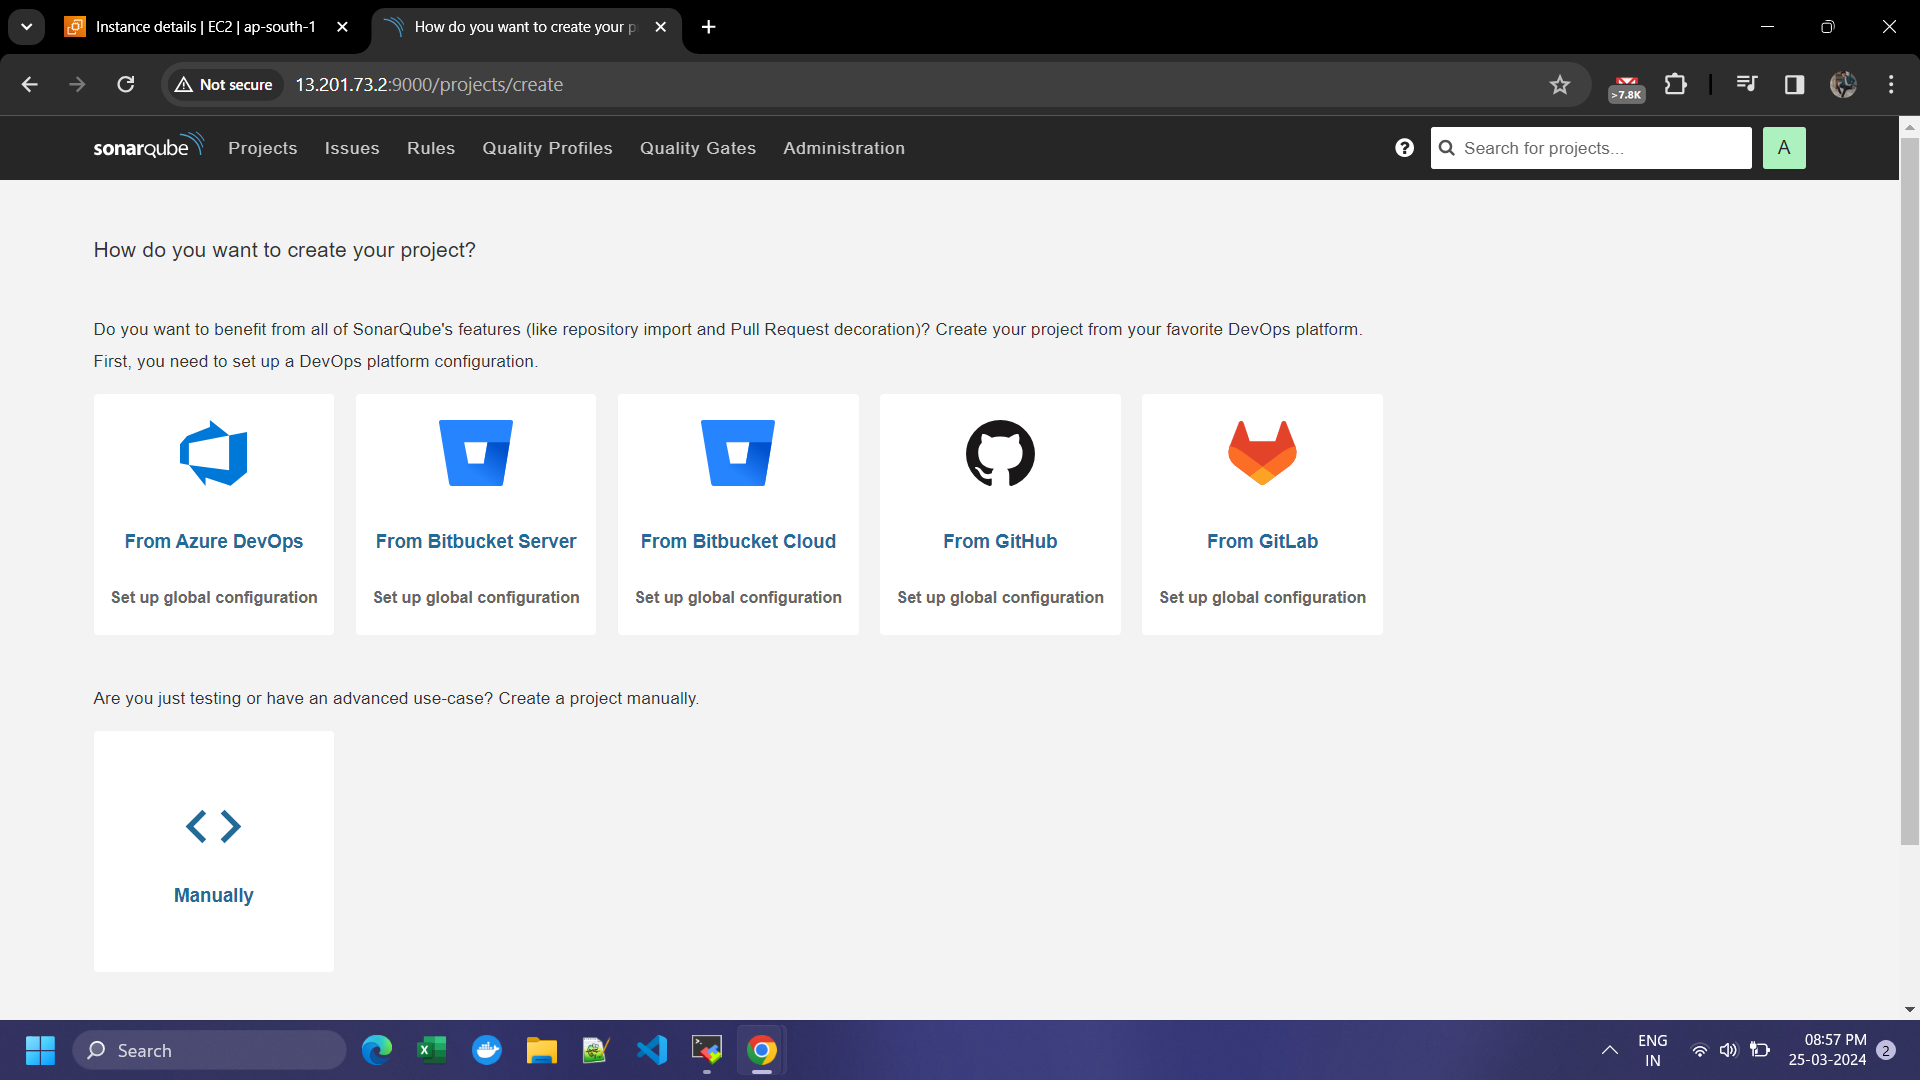 Instance details | EC2 | ap-south-1
How do you want to create your p
Not secure
13.201.73.2:9000/projects/create
>7.8K
sonarqube
Projects
Issues
Rules
Quality Profiles
Quality Gates
Administration
?
Search for projects...
A
How do you want to create your project?
Do you want to benefit from all of SonarQube's features (like repository import and Pull Request decoration)? Create your project from your favorite DevOps platform.
First, you need to set up a DevOps platform configuration.
From Azure DevOps
From Bitbucket Server
From Bitbucket Cloud
From GitHub
From GitLab
Set up global configuration
Set up global configuration
Set up global configuration
Set up global configuration
Set up global configuration
Are you just testing or have an advanced use-case? Create a project manually.
Manually
Search
ENG
IN
08:57 PM
25-03-2024
2